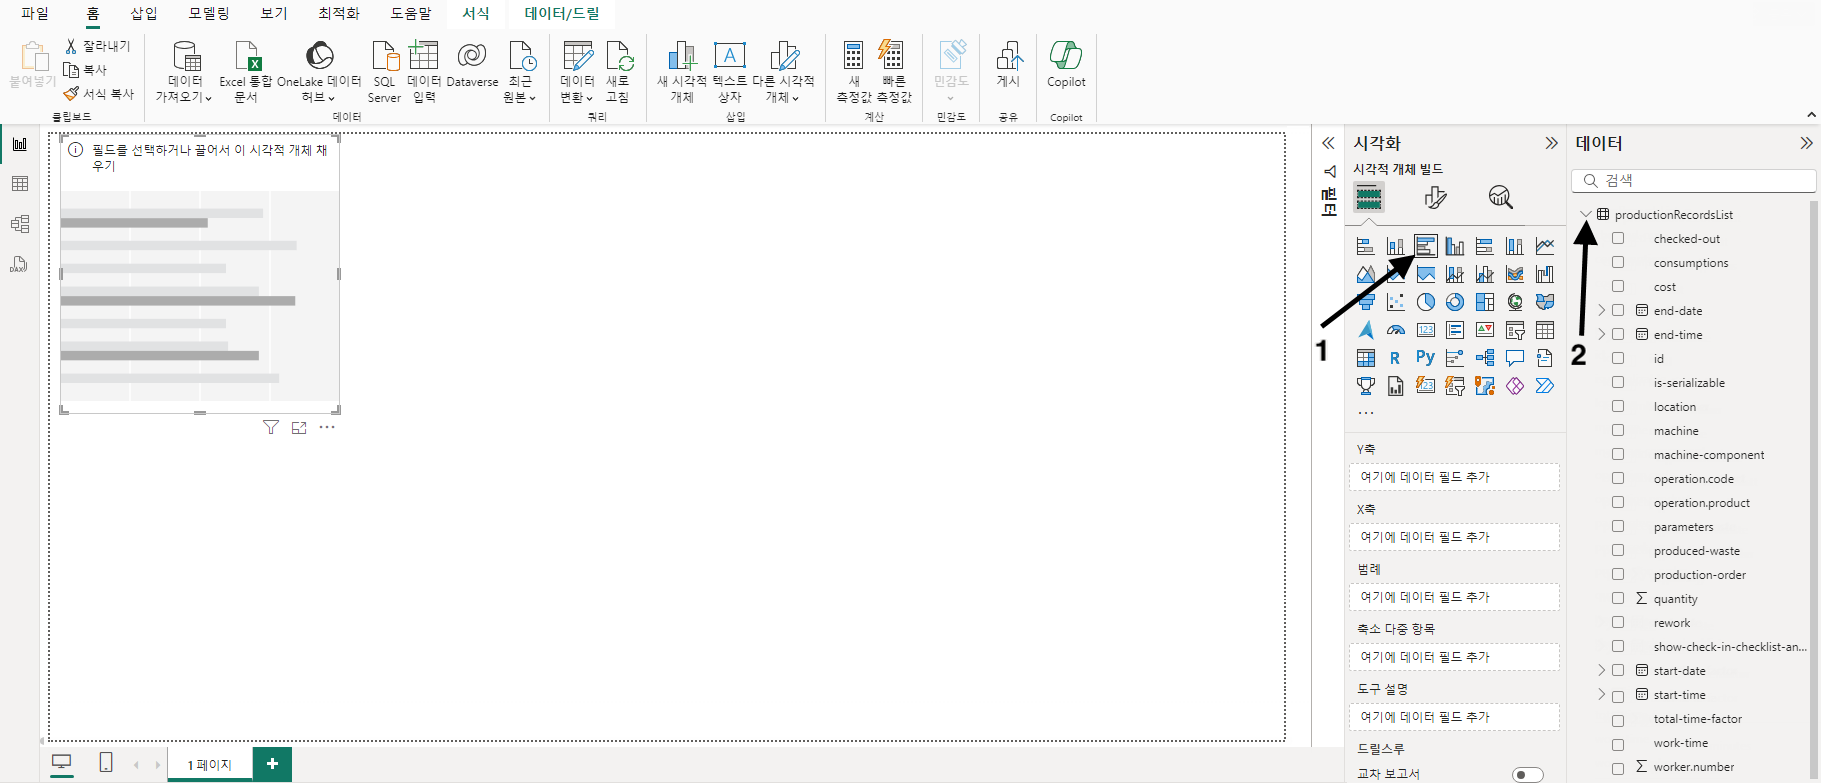 파일 홈 삽입 모델링 보기 최적화 도움말 서식 데이터/드릴
붙여넣기
잘라내기
복사
서식 복사
클립보드
데이터
가져오기
Excel 통합
문서
OneLake 데이터
허브
SQL
Server
데이터
입력
Dataverse
최근
원본
데이터
데이터
변환
새로
고침
쿼리
새 시각적
개체
텍스트
상자
다른 시각적
개체
삽입
새
측정값
빠른
측정값
계산
민감도
민감도
게시
공유
Copilot
Copilot
필드를 선택하거나 끌어서 이 시각적 개체 채
우기
필터
시각화
시각적 개체 빌드
1
R
Py
123
123
...
Y축
여기에 데이터 필드 추가
X축
여기에 데이터 필드 추가
범례
여기에 데이터 필드 추가
축소 다중 항목
여기에 데이터 필드 추가
도구 설명
여기에 데이터 필드 추가
드릴스루
교차 보고서
데이터
검색
productionRecordsList
2
checked-out
consumptions
cost
end-date
end-time
id
is-serializable
location
machine
machine-component
operation.code
operation.product
parameters
produced-waste
production-order
quantity
rework
show-check-in-checklist-an...
start-date
start-time
total-time-factor
work-time
worker.number
DAX
1 페이지
+